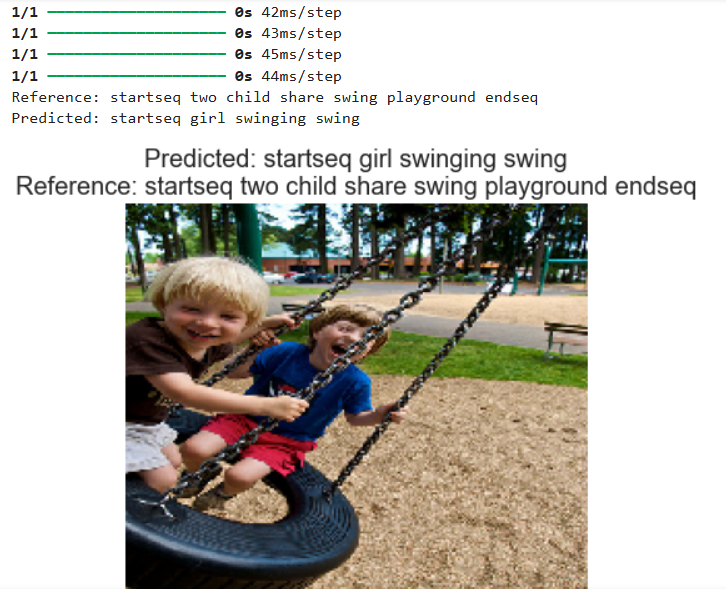 1/1 ━━━━━━━━━━━━━━━━━━━━ 0s 42ms/step
1/1 ━━━━━━━━━━━━━━━━━━━━ 0s 43ms/step
1/1 ━━━━━━━━━━━━━━━━━━━━ 0s 45ms/step
1/1 ━━━━━━━━━━━━━━━━━━━━ 0s 44ms/step
Reference: startseq two child share swing playground endseq
Predicted: startseq girl swinging swing
Predicted: startseq girl swinging swing
Reference: startseq two child share swing playground endseq